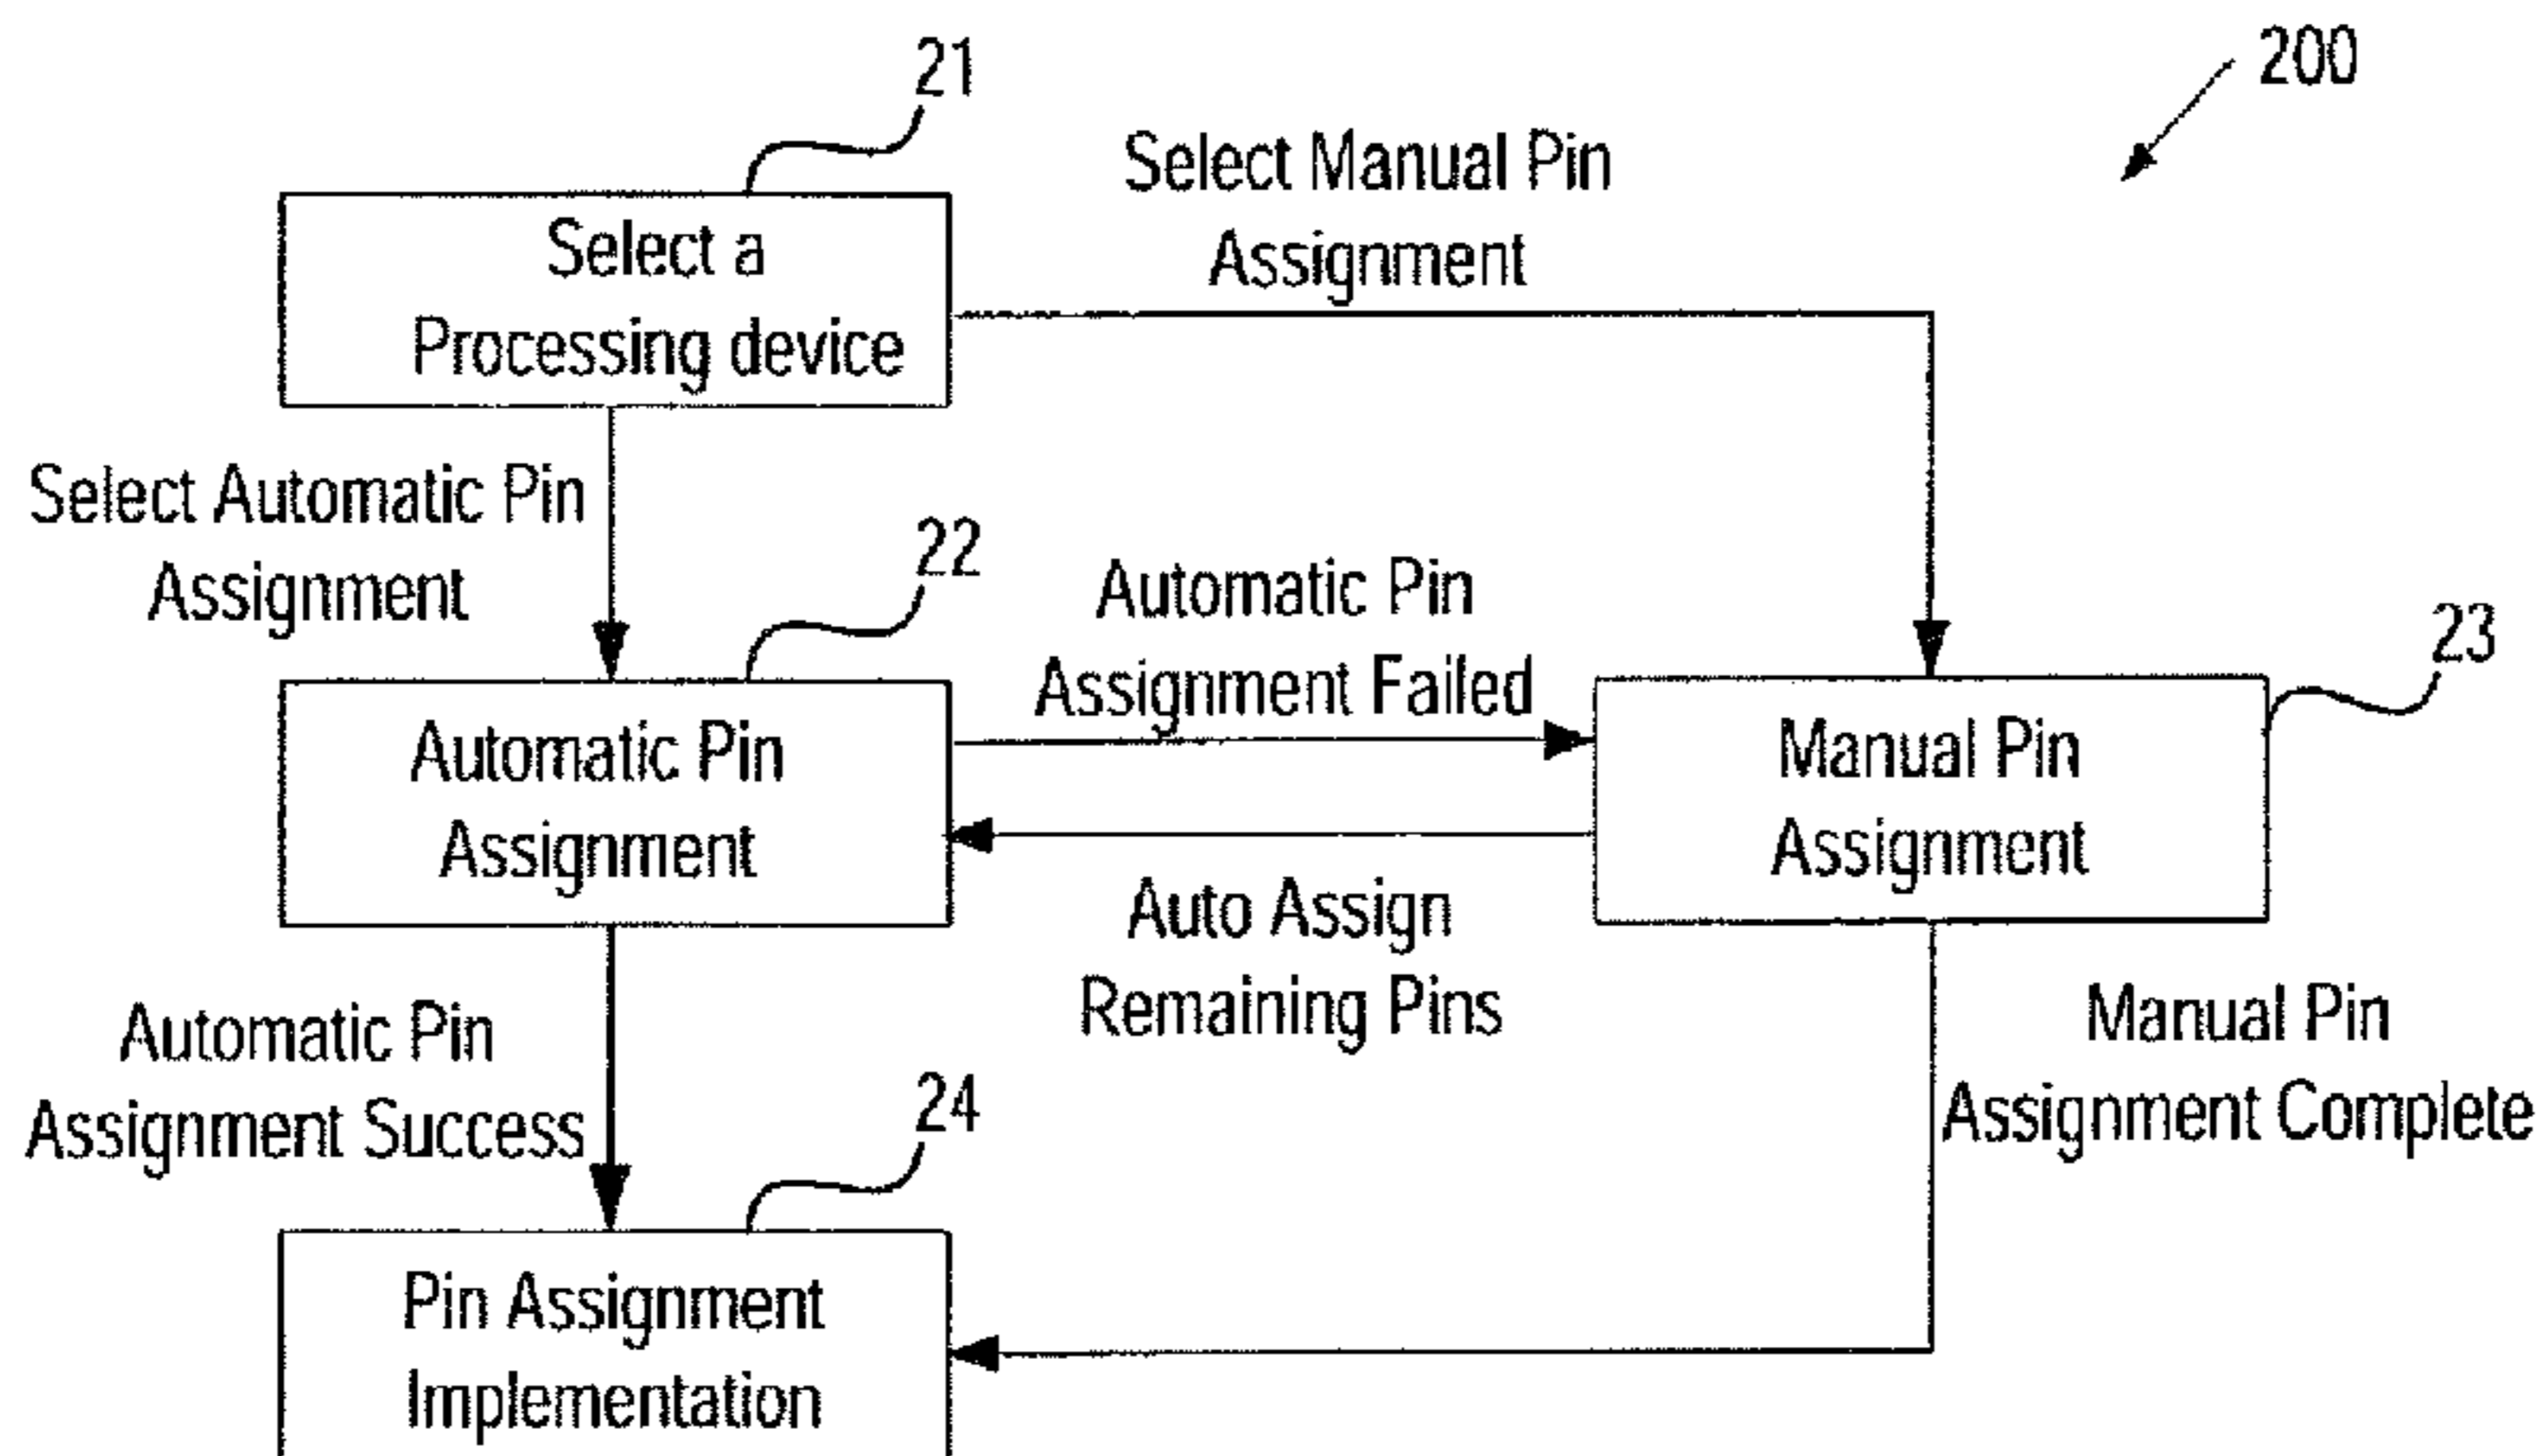 200
21
Select a
Processing device
Select Manual Pin
Assignment
Select Automatic Pin
Assignment
22
Automatic Pin
Assignment
Automatic Pin
Assignment Failed
Auto Assign
Remaining Pins
23
Manual Pin
Assignment
Automatic Pin
Assignment Success
Manual Pin
Assignment Complete
24
Pin Assignment
Implementation